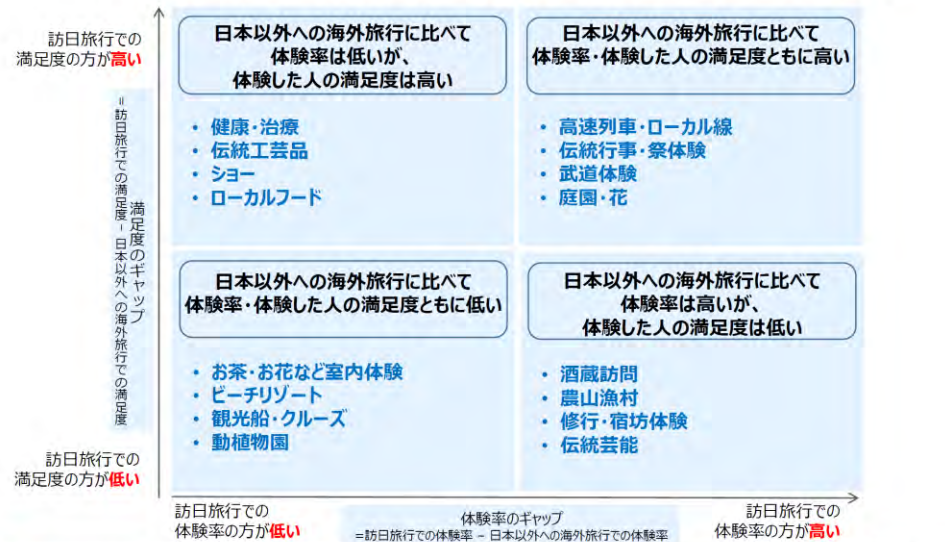 訪日旅行での
満足度の方が高い
満足度のギャップ
=訪日旅行での満足度 - 日本以外への海外旅行での満足度
日本以外への海外旅行に比べて
体験率は低いが、
体験した人の満足度は高い
• 健康・治療
• 伝統工芸品
• ショー
• ローカルフード
日本以外への海外旅行に比べて
体験率・体験した人の満足度ともに高い
• 高速列車・ローカル線
• 伝統行事・祭体験
• 武道体験
• 庭園・花
日本以外への海外旅行に比べて
体験率・体験した人の満足度ともに低い
• お茶・お花など室内体験
• ビーチリゾート
• 観光船・クルーズ
• 動植物園
日本以外への海外旅行に比べて
体験率は高いが、
体験した人の満足度は低い
• 酒蔵訪問
• 農山漁村
• 修行・宿坊体験
• 伝統芸能
訪日旅行での
満足度の方が低い
訪日旅行での
体験率の方が低い
体験率のギャップ
=訪日旅行での体験率 - 日本以外への海外旅行での体験率
訪日旅行での
体験率の方が高い